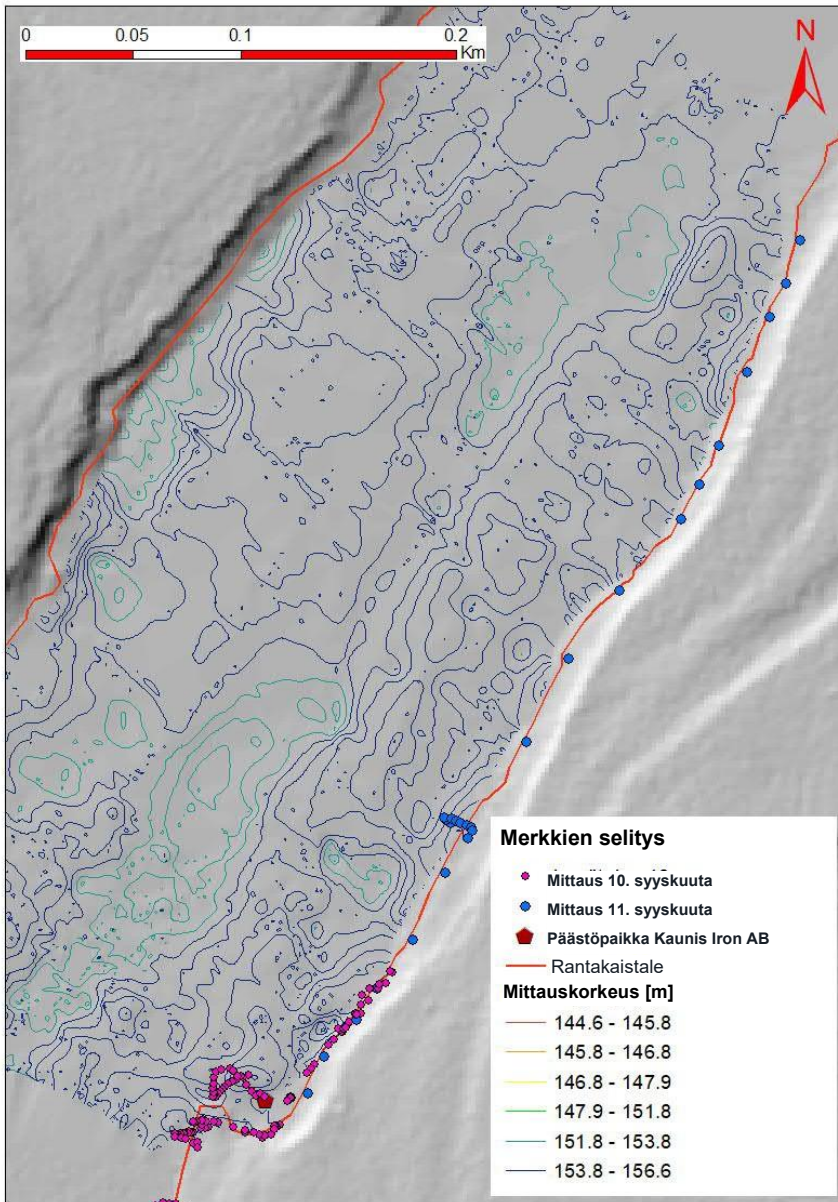 0 0.05 0.1 0.2
Km
N
Merkkien selitys
Mittaus 10. syyskuuta
Mittaus 11. syyskuuta
Päästöpaikka Kaunis Iron AB
Rantakaistale
Mittauskorkeus [m]
144.6 - 145.8
145.8 - 146.8
146.8 - 147.9
147.9 - 151.8
151.8 - 153.8
153.8 - 156.6